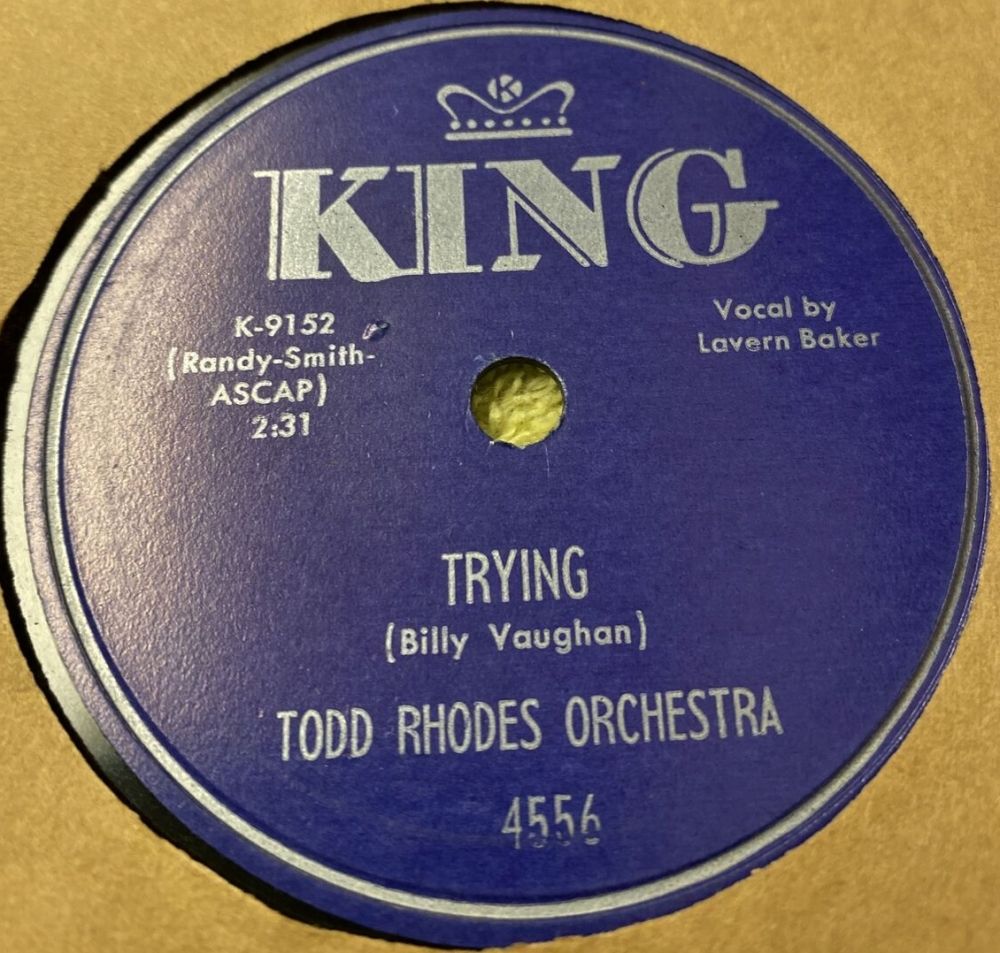 K
KING
K-9152
(Randy-Smith-
ASCAP)
2:31
Vocal by
Lavern Baker
TRYING
(Billy Vaughan)
TODD RHODES ORCHESTRA
4556